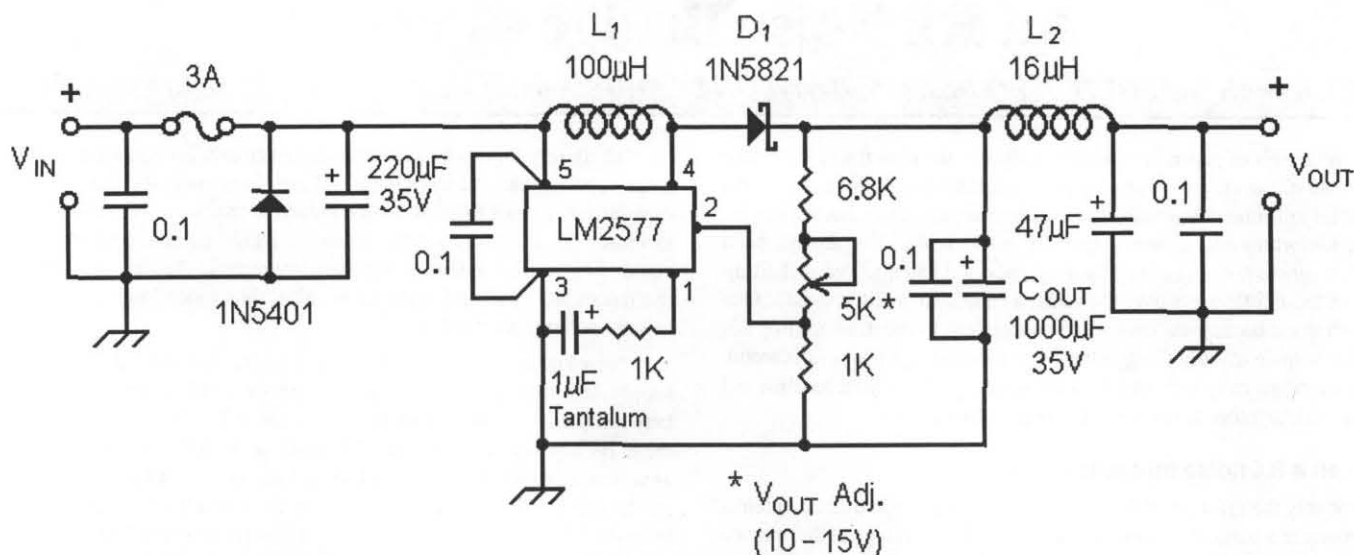 L1
100µH
D1
1N5821
L2
16µH
3A
+
+
VIN
0.1
1N5401
+
220µF
35V
5
4
2
LM2577
0.1
3
1
+
1µF
Tantalum
1K
6.8K
5K*
1K
0.1
+
COUT
1000µF
35V
47µF
+
0.1
VOUT
* VOUT Adj.
(10 – 15V)